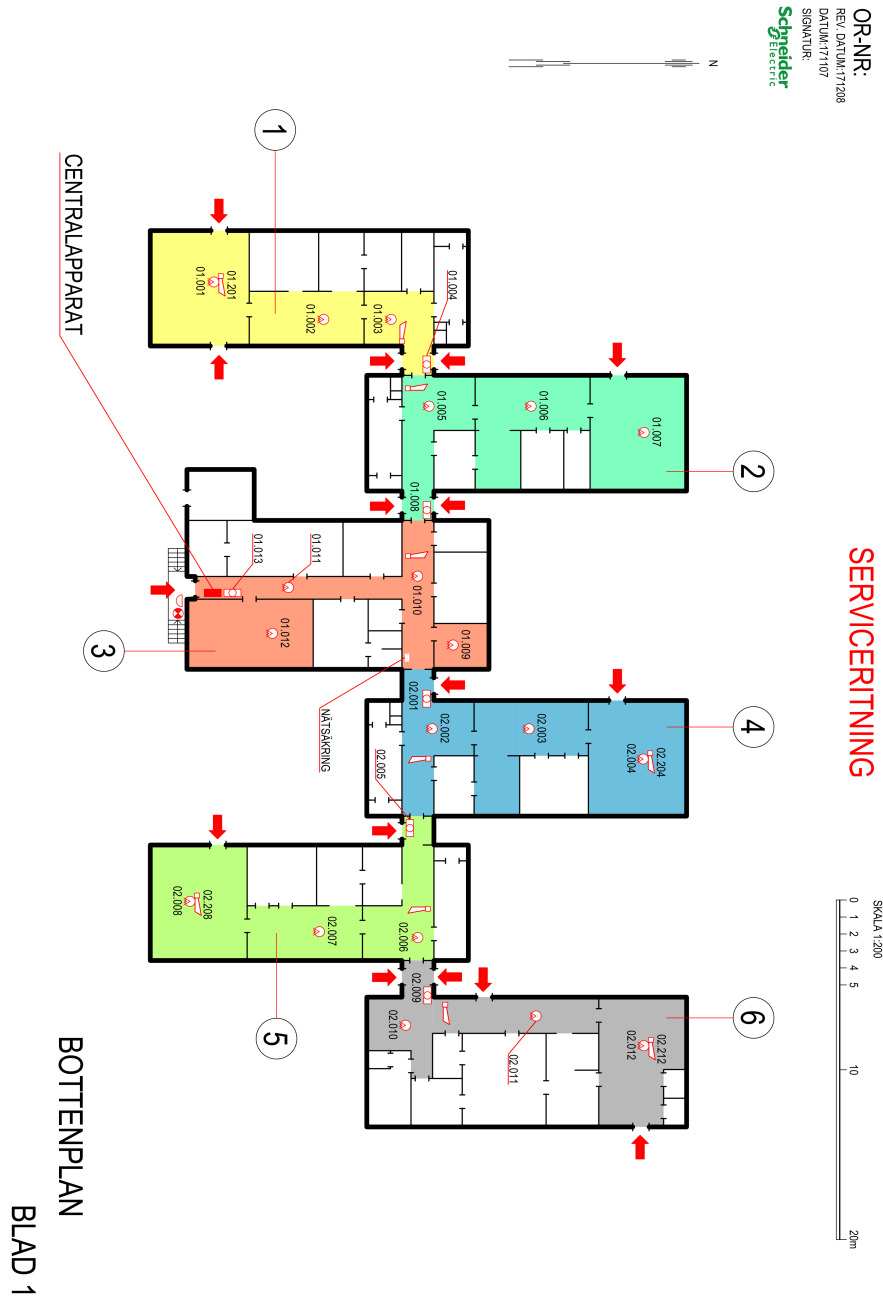 OR-NR:
REV. DATUM:171208
DATUM:171107
SIGNATUR:
Schneider
Electric
N
SERVICERITNING
SKALA 1:200
0 1 2 3 4 5 10 20m
1
2
3
4
5
6
CENTRALAPPARAT
01.201
01.001
01.002
01.003
01.004
01.005
01.006
01.007
01.008
01.009
01.010
01.011
01.013
01.012
NÄTSÄKRING
02.001
02.002
02.003
02.204
02.004
02.005
02.006
02.007
02.208
02.008
02.009
02.010
02.011
02.212
02.012
BOTTENPLAN
BLAD 1